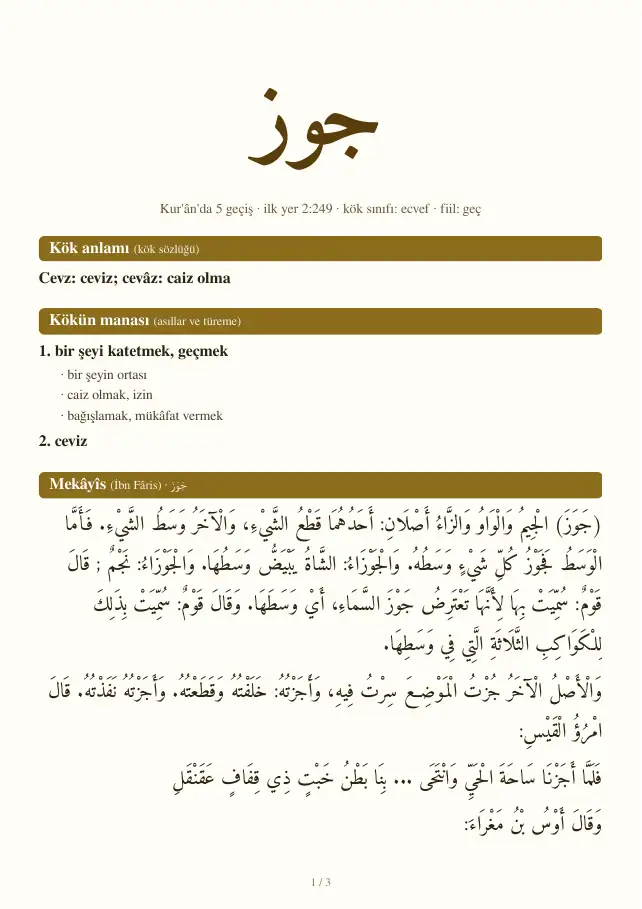 جوز
Kur'ân'da 5 geçiş · ilk yer 2:249 · kök sınıfı: ecvef · fiil: geç
Kök anlamı (kök sözlüğü)
Cevz: ceviz; cevâz: caiz olma
Kökün manası (asıllar ve türeme)
1. bir şeyi katetmek, geçmek
· bir şeyin ortası
· caiz olmak, izin
· bağışlamak, mükâfat vermek
2. ceviz
Mekâyîs (İbn Fâris) · جَوَزَ
(جَوَزَ) الْجِيمُ وَالْوَاوُ وَالزَّاءُ أَصْلَانِ: أَحَدُهُمَا قَطْعُ الشَّيْءِ، وَالْآخَرُ وَسَطُ الشَّيْءِ. فَأَمَّا
الْوَسَطُ فَجَوْزُ كُلِّ شَيْءٍ وَسَطُهُ. وَالْجَوْزَاءُ: الشَّاةُ يَبْيَضُّ وَسَطُهَا. وَالْجَوْزَاءُ: نَجْمٌ ; قَالَ
قَوْمٌ: سُمِّيَتْ بِهَا لِأَنَّهَا تَعْتَرِضُ جَوْزَ السَّمَاءِ، أَيْ وَسَطَهَا. وَقَالَ قَوْمٌ: سُمِّيَتْ بِذَلِكَ
لِلْكَوَاكِبِ الثَّلَاثَةِ الَّتِي فِي وَسَطِهَا.
وَالْأَصْلُ الْآخَرُ جُزْتُ الْمَوْضِعَ سِرْتُ فِيهِ، وَأَجَزْتُهُ: خَلَفْتُهُ وَقَطَعْتُهُ. وَأَجَزْتُهُ نَفَذْتُهُ. قَالَ
امْرُؤُ الْقَيْسِ:
فَلَمَّا أَجَزْنَا سَاحَةَ الْحَيِّ وَانْتَحَى ... بِنَا بَطْنُ خَبْتٍ ذِي قِفَافٍ عَقَنْقَلِ
وَقَالَ أَوْسُ بْنُ مَغْرَاءَ:
1 / 3